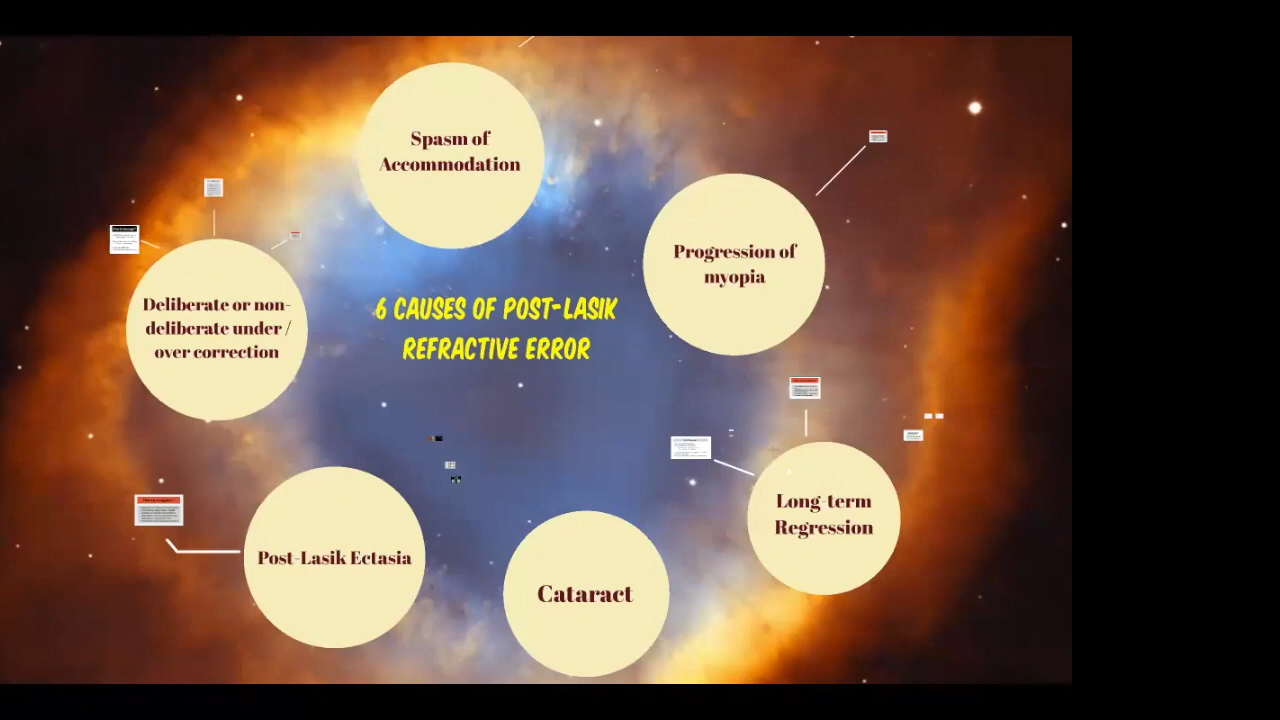 Spasm of
Accommodation
Progression of
myopia
Deliberate or non-
deliberate under /
over correction
6 CAUSES OF POST-LASIK
REFRACTIVE ERROR
Long-term
Regression
Post-Lasik Ectasia
Cataract